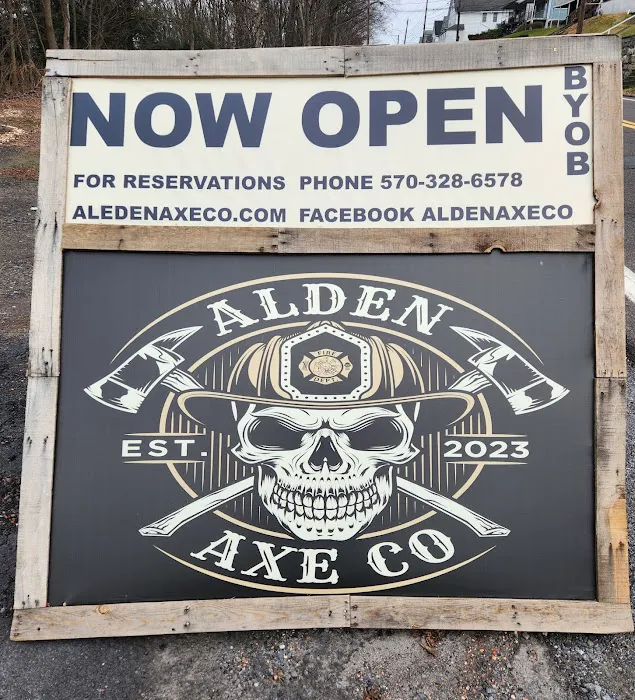 NOW OPEN
BYOB
FOR RESERVATIONS PHONE 570-328-6578
ALEDENAXECO.COM FACEBOOK ALDENAXECO
ALDEN
FIRE
DEPT
EST. 2023
AXE CO